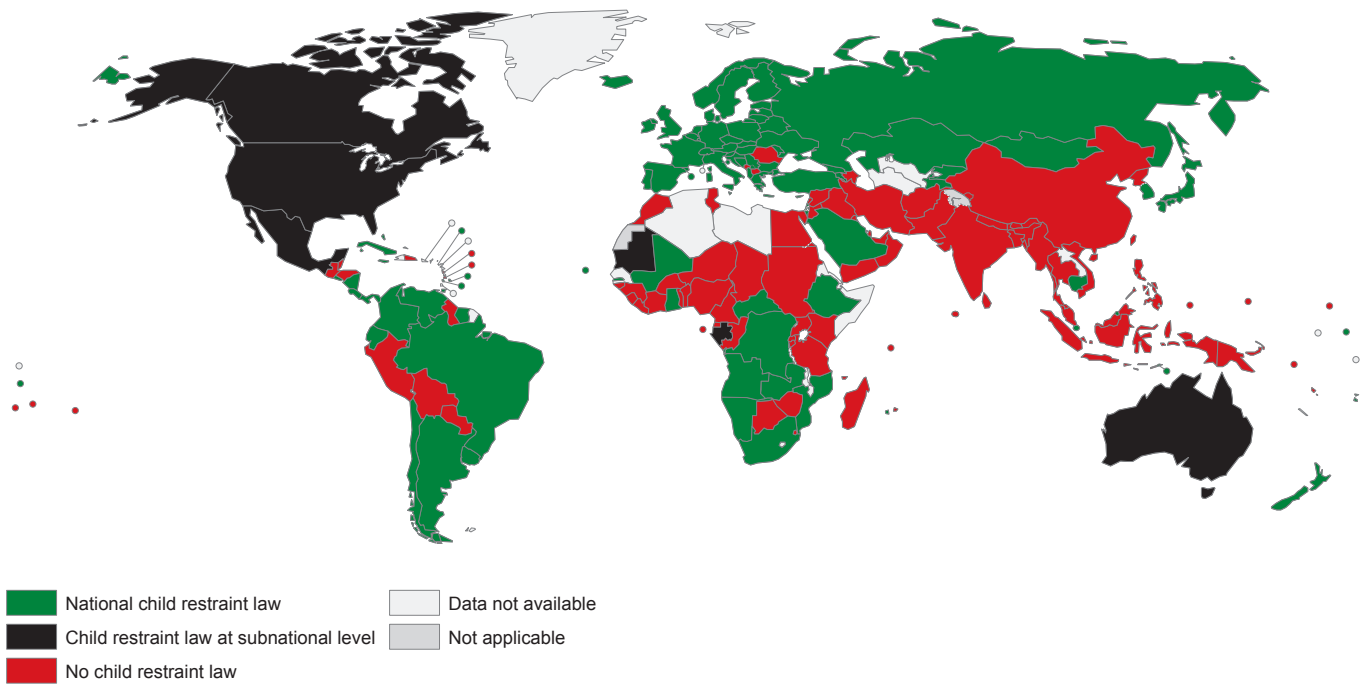 National child restraint law
Child restraint law at subnational level
No child restraint law
Data not available
Not applicable